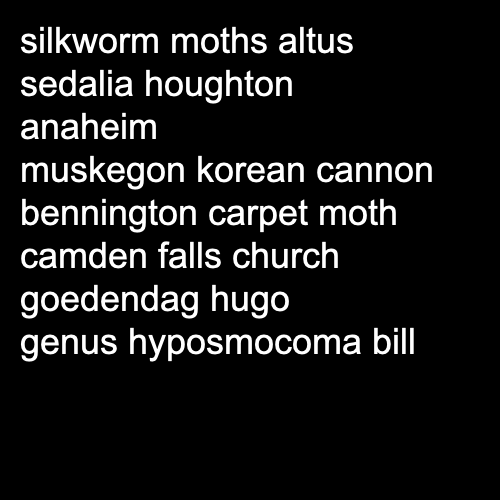 silkworm moths altus
sedalia houghton
anaheim
muskegon korean cannon
bennington carpet moth
camden falls church
goedendag hugo
genus hyposmocoma bill